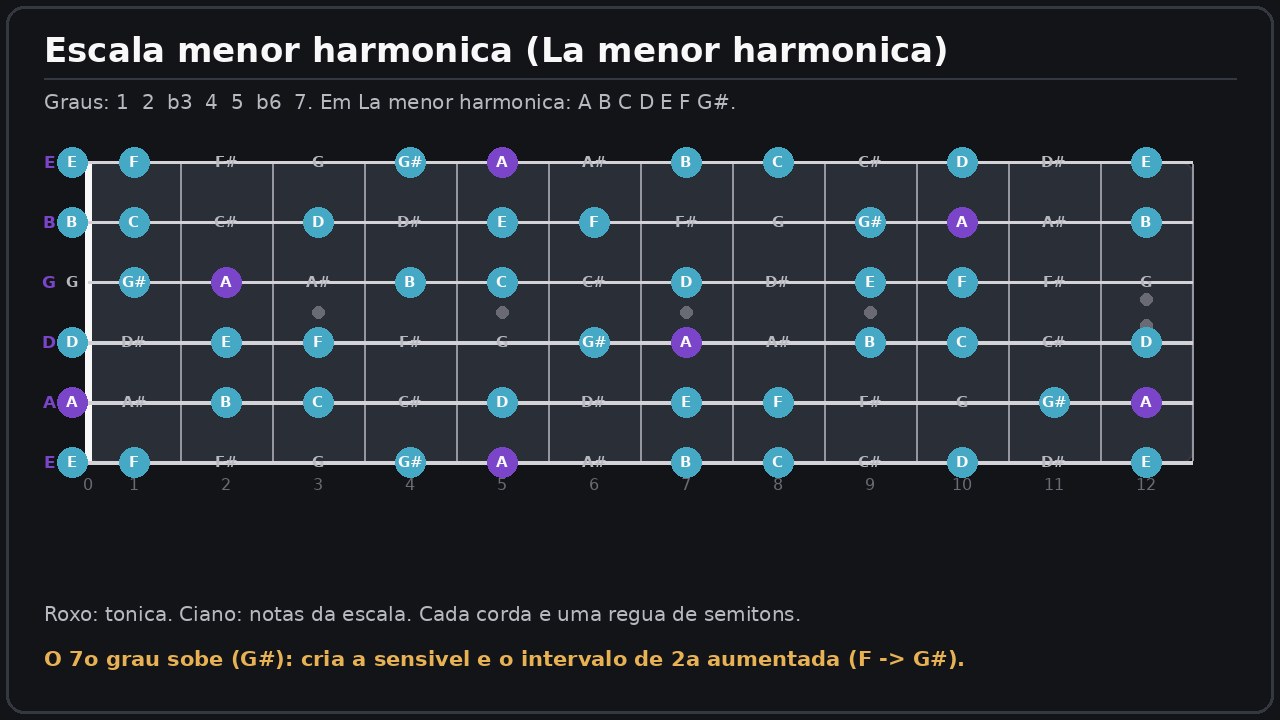 Escala menor harmonica (La menor harmonica)
Graus: 1 2 b3 4 5 b6 7. Em La menor harmonica: A B C D E F G#.
E E F F# G G# A A# B C C# D D# E
B B C C# D D# E F F# G G# A A# B
G G G# A A# B C C# D D# E F F# G
D D D# E F F# G G# A A# B C C# D
A A A# B C C# D D# E F F# G G# A
E E F F# G G# A A# B C C# D D# E
0 1 2 3 4 5 6 7 8 9 10 11 12
Roxo: tonica. Ciano: notas da escala. Cada corda e uma regua de semitons.
O 7o grau sobe (G#): cria a sensivel e o intervalo de 2a aumentada (F -> G#).